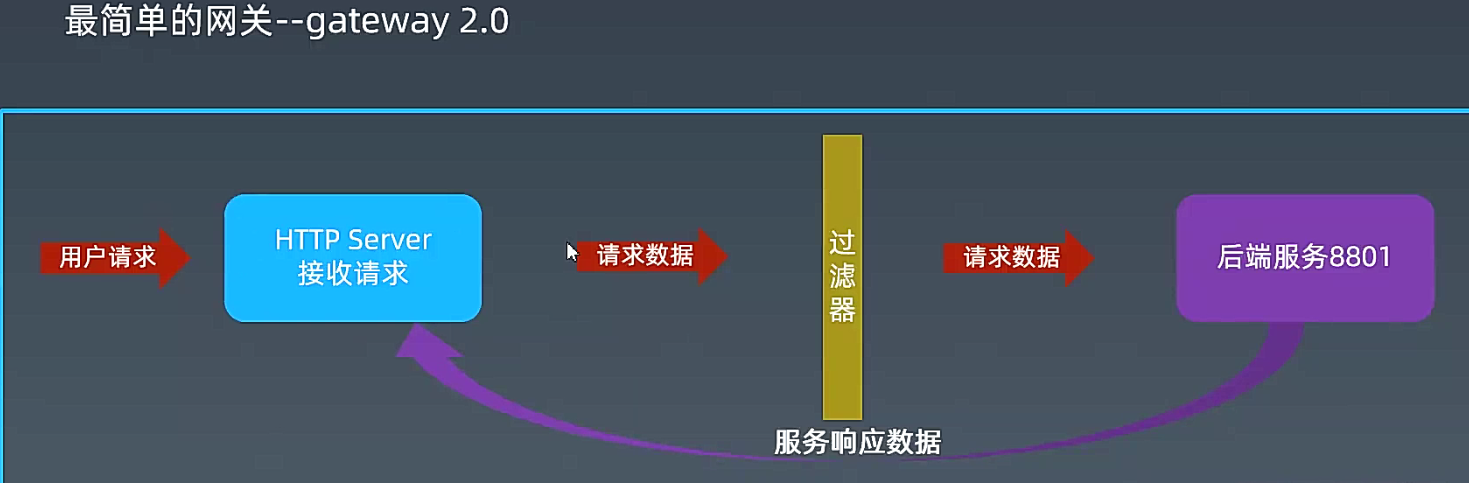 最简单的网关--gateway 2.0
用户请求
HTTP Server
接收请求
请求数据
过
滤
器
请求数据
后端服务8801
服务响应数据